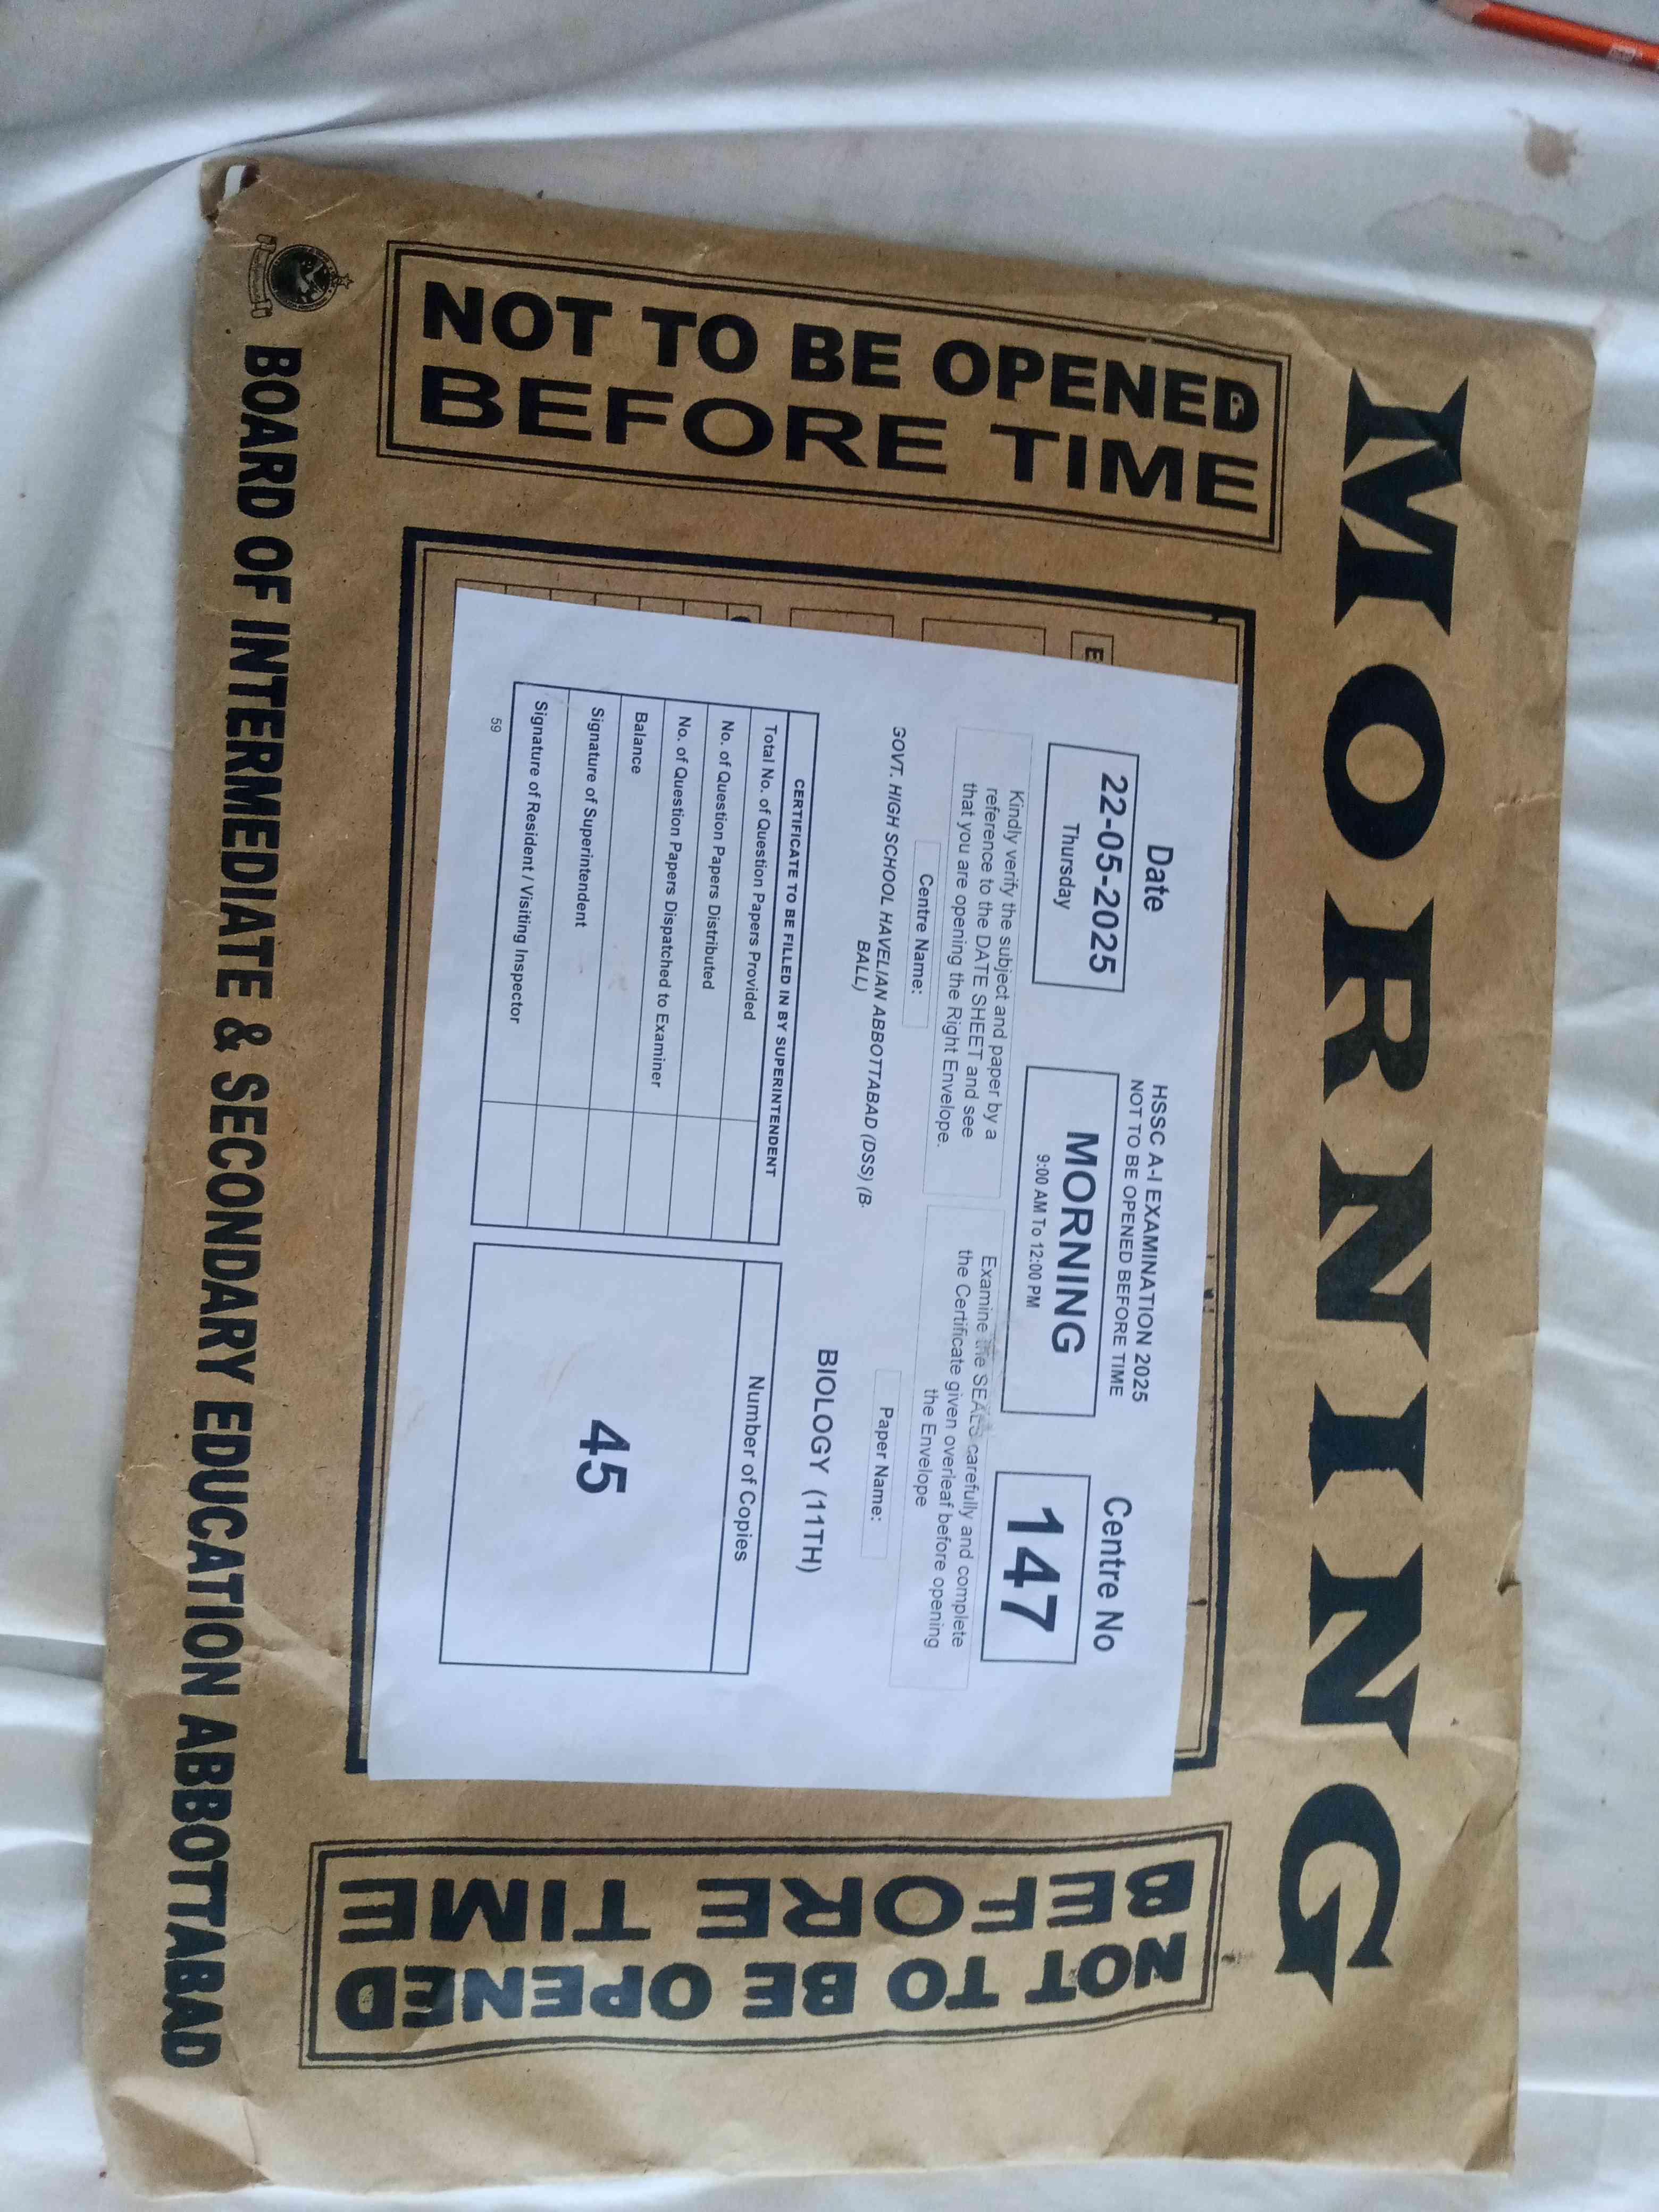 MORNING
NOT TO BE OPENED
BEFORE TIME
E
Date
22-05-2025
Thursday
HSSC A-I EXAMINATION 2025
NOT TO BE OPENED BEFORE TIME
MORNING
9:00 AM To 12:00 PM
Centre No
147
Kindly verify the subject and paper by a
reference to the DATE SHEET and see
that you are opening the Right Envelope.
Examine the SEALS carefully and complete
the Certificate given overleaf before opening
the Envelope
Centre Name:
GOVT. HIGH SCHOOL HAVELIAN ABBOTTABAD (DSS) (B-
BALL)
Paper Name:
BIOLOGY (11TH)
CERTIFICATE TO BE FILLED IN BY SUPERINTENDENT
Total No. of Question Papers Provided
No. of Question Papers Distributed
No. of Question Papers Dispatched to Examiner
Balance
Signature of Superintendent
Signature of Resident / Visiting Inspector
59
Number of Copies
45
NOT TO BE OPENED
BEFORE TIME
BOARD OF INTERMEDIATE & SECONDARY EDUCATION ABBOTTABAD